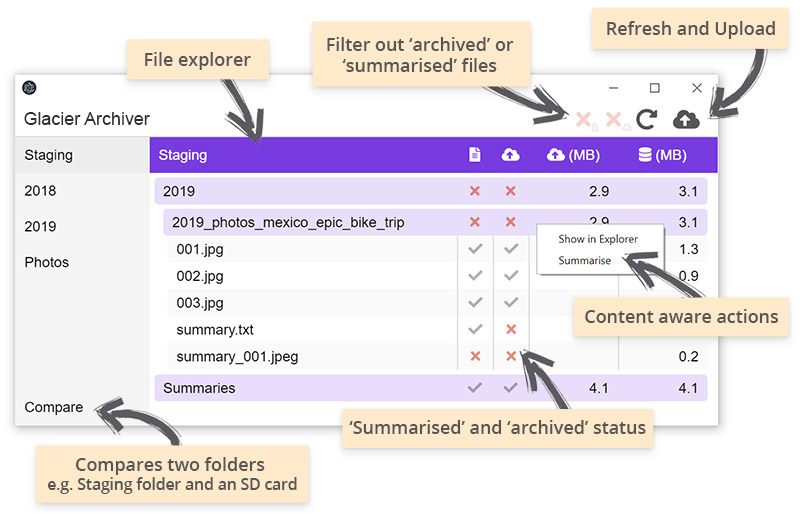 Refresh and Upload
Filter out ‘archived’ or
‘summarised’ files
File explorer
Glacier Archiver
Staging
2018
2019
Photos
Compare
Staging (MB) (MB)
2019 2.9 3.1
2019_photos_mexico_epic_bike_trip 2.9 3.1
001.jpg 1.3
002.jpg 0.9
003.jpg
summary.txt
summary_001.jpeg 0.2
Summaries 4.1 4.1
Show in Explorer
Summarise
Content aware actions
‘Summarised’ and ‘archived’ status
Compares two folders
e.g. Staging folder and an SD card